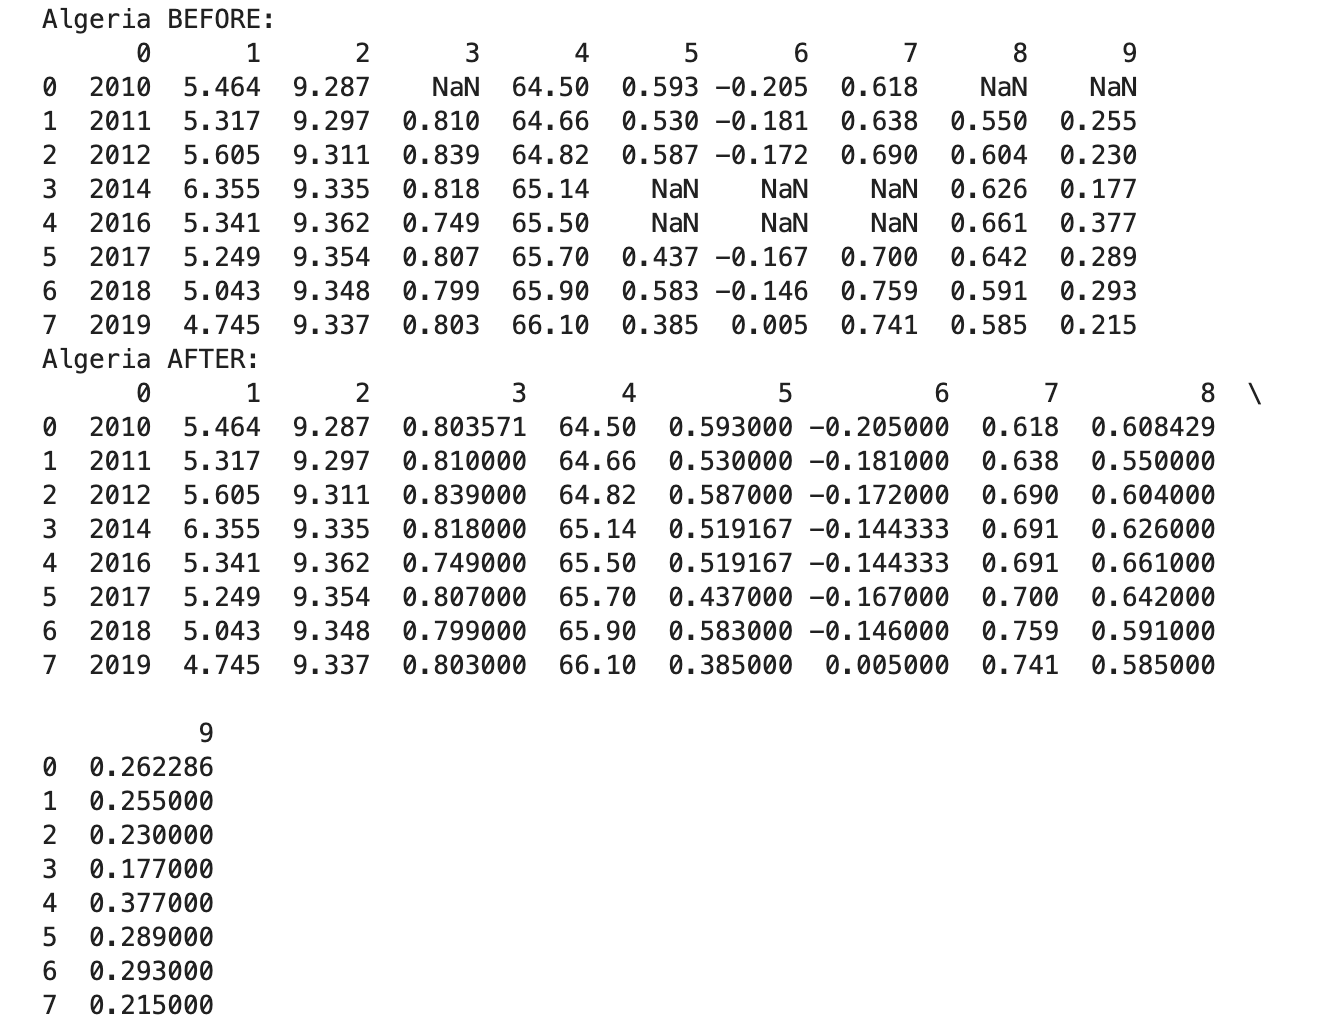 Algeria BEFORE:
      0      1      2      3      4      5      6      7      8      9
0  2010  5.464  9.287    NaN  64.50  0.593 -0.205  0.618    NaN    NaN
1  2011  5.317  9.297  0.810  64.66  0.530 -0.181  0.638  0.550  0.255
2  2012  5.605  9.311  0.839  64.82  0.587 -0.172  0.690  0.604  0.230
3  2014  6.355  9.335  0.818  65.14    NaN    NaN    NaN  0.626  0.177
4  2016  5.341  9.362  0.749  65.50    NaN    NaN    NaN  0.661  0.377
5  2017  5.249  9.354  0.807  65.70  0.437 -0.167  0.700  0.642  0.289
6  2018  5.043  9.348  0.799  65.90  0.583 -0.146  0.759  0.591  0.293
7  2019  4.745  9.337  0.803  66.10  0.385  0.005  0.741  0.585  0.215
Algeria AFTER:
      0      1      2         3      4         5         6      7         8  \
0  2010  5.464  9.287  0.803571  64.50  0.593000 -0.205000  0.618  0.608429
1  2011  5.317  9.297  0.810000  64.66  0.530000 -0.181000  0.638  0.550000
2  2012  5.605  9.311  0.839000  64.82  0.587000 -0.172000  0.690  0.604000
3  2014  6.355  9.335  0.818000  65.14  0.519167 -0.144333  0.691  0.626000
4  2016  5.341  9.362  0.749000  65.50  0.519167 -0.144333  0.691  0.661000
5  2017  5.249  9.354  0.807000  65.70  0.437000 -0.167000  0.700  0.642000
6  2018  5.043  9.348  0.799000  65.90  0.583000 -0.146000  0.759  0.591000
7  2019  4.745  9.337  0.803000  66.10  0.385000  0.005000  0.741  0.585000
          9
0  0.262286
1  0.255000
2  0.230000
3  0.177000
4  0.377000
5  0.289000
6  0.293000
7  0.215000